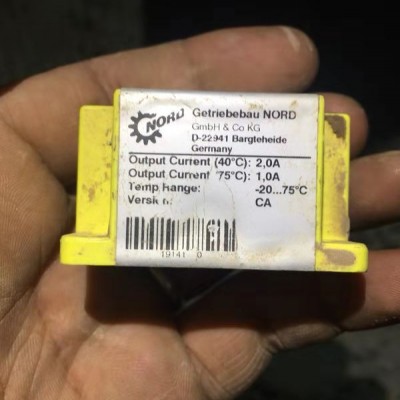 NORD
Getriebebau NORD
GmbH & Co KG
D-22941 Bargteheide
Germany
Output Current (40°C): 2,0A
Output Current (75°C): 1,0A
Temp Range: -20...75°C
CA